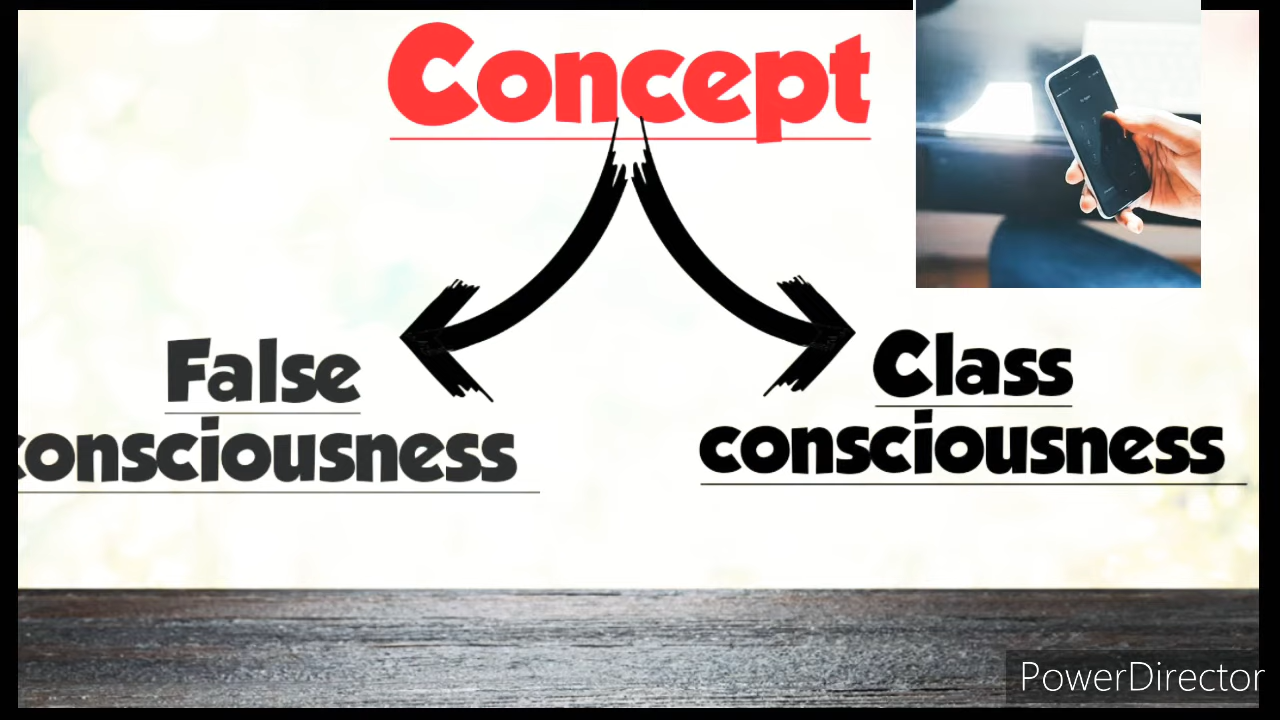 Concept
False
consciousness
Class
consciousness
PowerDirector